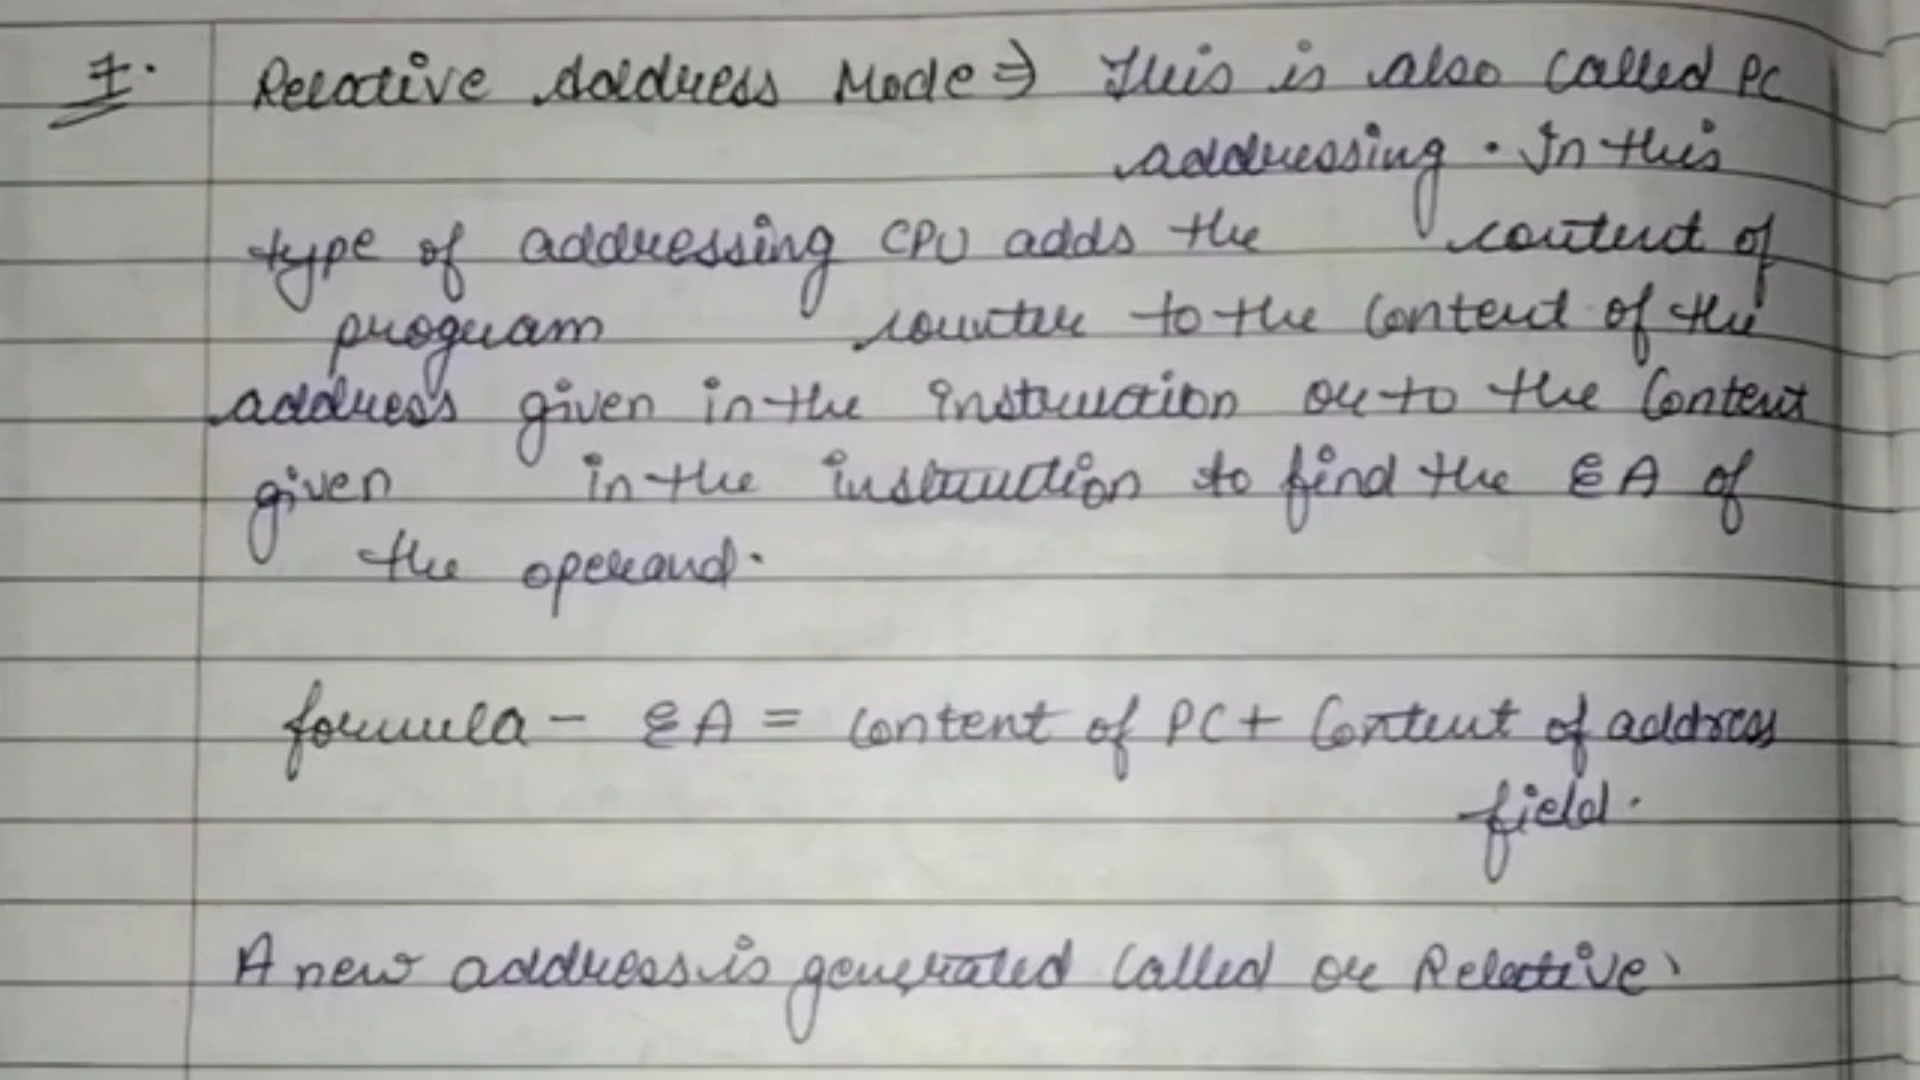 7. Relative Address Mode ⇒ This is also called PC
addressing. In this
type of addressing CPU adds the content of
program counter to the content of the
address given in the instruction or to the content
given in the instruction to find the EA of
the operand.
formula - EA = content of PC + Content of address
field.
A new address is generated called or Relative.